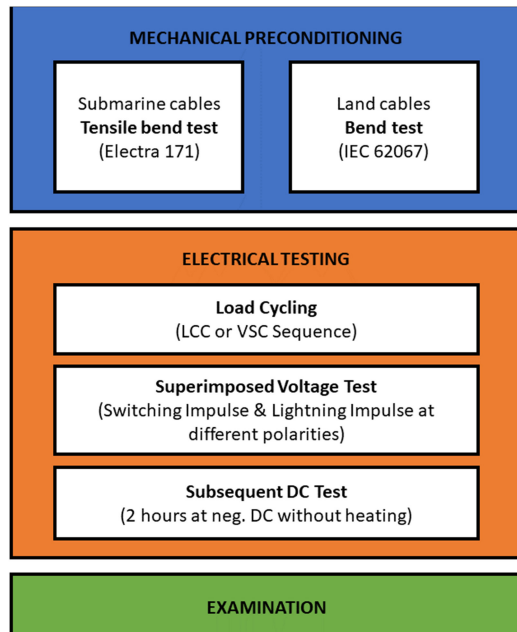 MECHANICAL PRECONDITIONING
Submarine cables
Tensile bend test
(Electra 171)
Land cables
Bend test
(IEC 62067)
ELECTRICAL TESTING
Load Cycling
(LCC or VSC Sequence)
Superimposed Voltage Test
(Switching Impulse & Lightning Impulse at
different polarities)
Subsequent DC Test
(2 hours at neg. DC without heating)
EXAMINATION